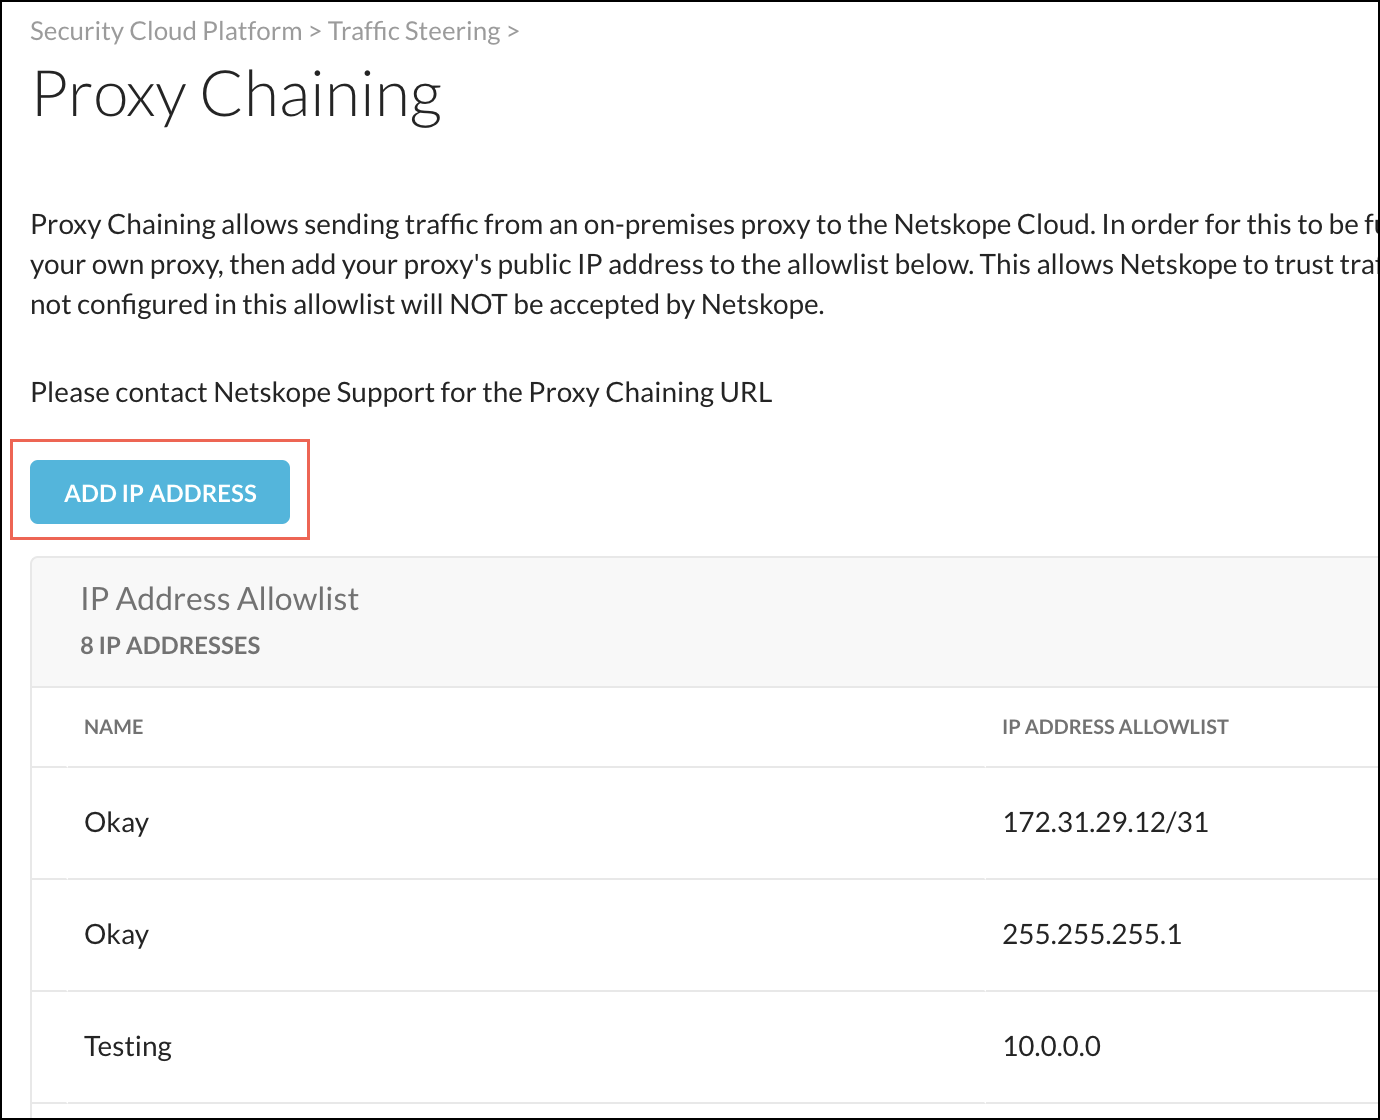 Security Cloud Platform > Traffic Steering >
Proxy Chaining
Proxy Chaining allows sending traffic from an on-premises proxy to the Netskope Cloud. In order for this to be
your own proxy, then add your proxy's public IP address to the allowlist below. This allows Netskope to trust
not configured in this allowlist will NOT be accepted by Netskope.
Please contact Netskope Support for the Proxy Chaining URL
ADD IP ADDRESS
IP Address Allowlist
8 IP ADDRESSES
NAME IP ADDRESS ALLOWLIST
Okay 172.31.29.12/31
Okay 255.255.255.1
Testing 10.0.0.0